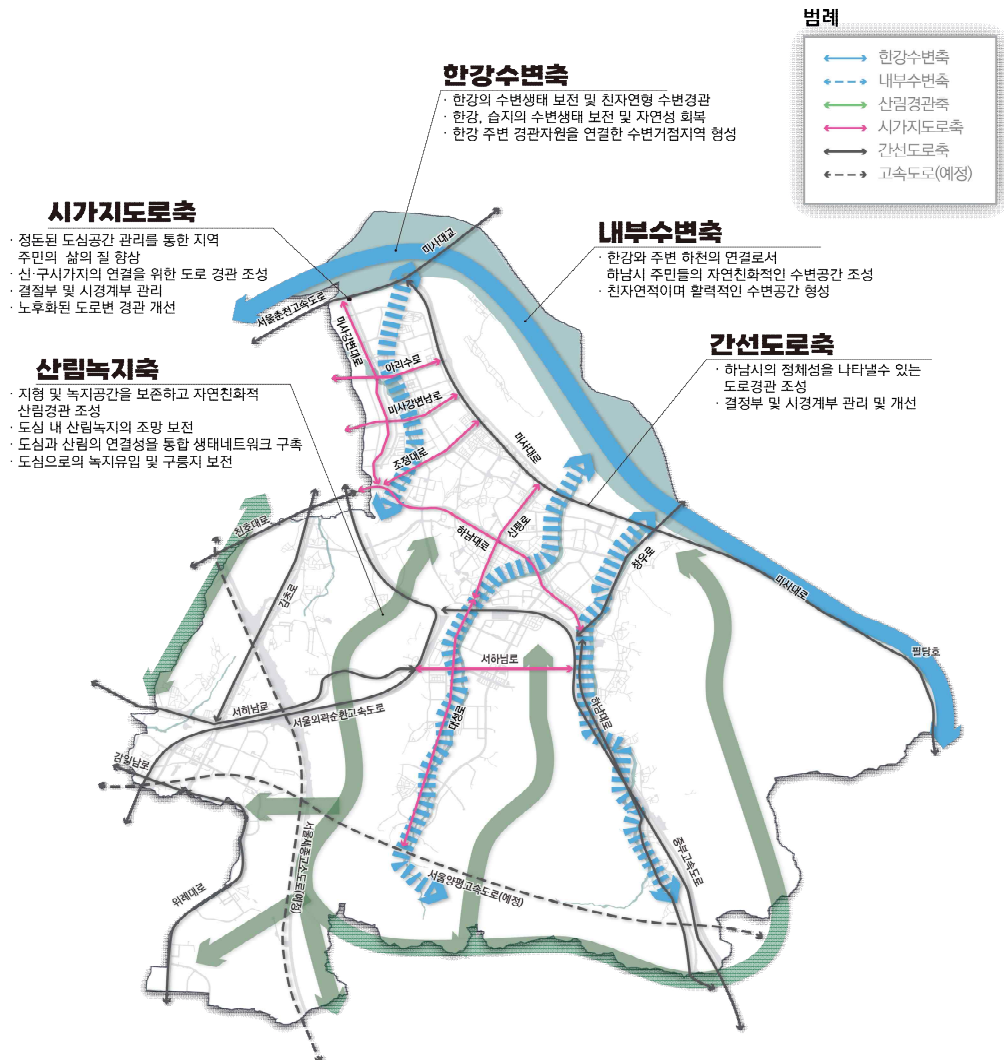 범례
한강수변축
내부수변축
산림경관축
시가지도로축
간선도로축
고속도로(예정)
한강수변축
· 한강의 수변생태 보전 및 친자연형 수변경관
· 한강, 습지의 수변생태 보전 및 자연성 회복
· 한강 주변 경관자원을 연결한 수변거점지역 형성
시가지도로축
· 정돈된 도심공간 관리를 통한 지역
주민의 삶의 질 향상
· 신·구시가지의 연결을 위한 도로 경관 조성
· 결절부 및 시경계부 관리
· 노후화된 도로변 경관 개선
내부수변축
· 한강와 주변 하천의 연결로서
하남시 주민들의 자연친화적인 수변공간 조성
· 친자연적이며 활력적인 수변공간 형성
산림녹지축
· 지형 및 녹지공간을 보존하고 자연친화적
산림경관 조성
· 도심 내 산림녹지의 조망 보전
· 도심과 산림의 연결성을 통합 생태네트워크 구축
· 도심으로의 녹지유입 및 구릉지 보전
간선도로축
· 하남시의 정체성을 나타낼수 있는
도로경관 조성
· 결정부 및 시경계부 관리 및 개선
미사대교
서울춘천고속도로
미사강변대로
아리수로
미사강변남로
조정대로
미사대로
신평로
하남대로
천호대로
감초로
창우로
미사대로
팔당호
서하남로
서하남로
서울외곽순환고속도로
대성로
하남대로
감일남로
위례대로
서울세종고속도로(예정)
서울양평고속도로(예정)
중부고속도로